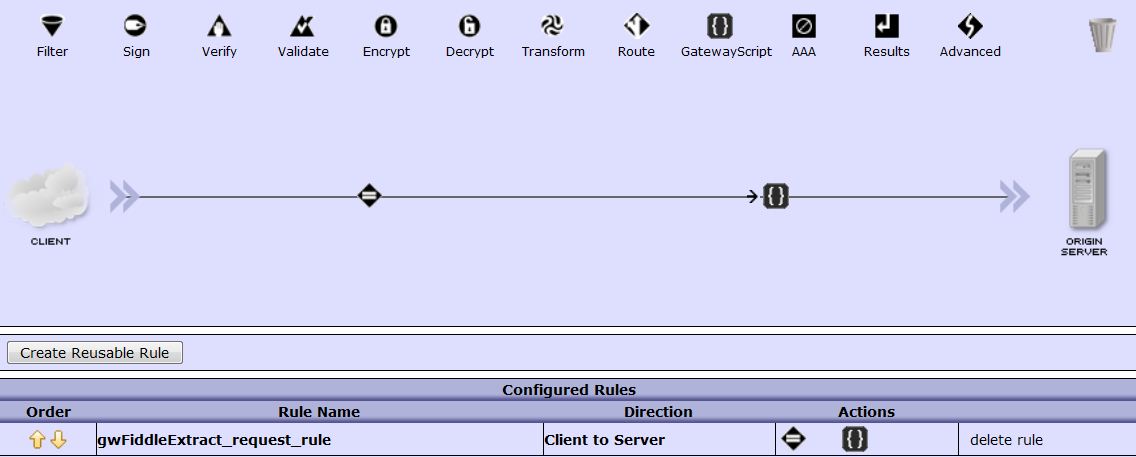 Filter Sign Verify Validate Encrypt Decrypt Transform Route GatewayScript AAA Results Advanced
CLIENT
ORIGIN
SERVER
Create Reusable Rule
Configured Rules
Order Rule Name Direction Actions
gwFiddleExtract_request_rule Client to Server delete rule